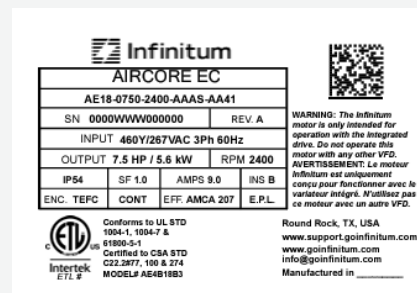 Infinitum
AIRCORE EC
AE18-0750-2400-AAAS-AA41
SN 0000WWW000000 REV. A
INPUT 460Y/267VAC 3Ph 60Hz
OUTPUT 7.5 HP / 5.6 kW RPM 2400
IP54 SF 1.0 AMPS 9.0 INS B
ENC. TEFC CONT EFF. AMCA 207 E.P.L.
WARNING: The Infinitum
motor is only intended for
operation with the integrated
drive. Do not operate this
motor with any other VFD.
AVERTISSEMENT: Le moteur
Infinitum est uniquement
conçu pour fonctionner avec le
variateur intégré. N'utilisez pas
ce moteur avec un autre VFD.
ETL
C US
Intertek
ETL #
Conforms to UL STD
1004-1, 1004-7 &
61800-5-1
Certified to CSA STD
C22.2#77, 100 & 274
MODEL# AE4B18B3
Round Rock, TX, USA
www.support.goinfinitum.com
www.goinfinitum.com
info@goinfinitum.com
Manufactured in